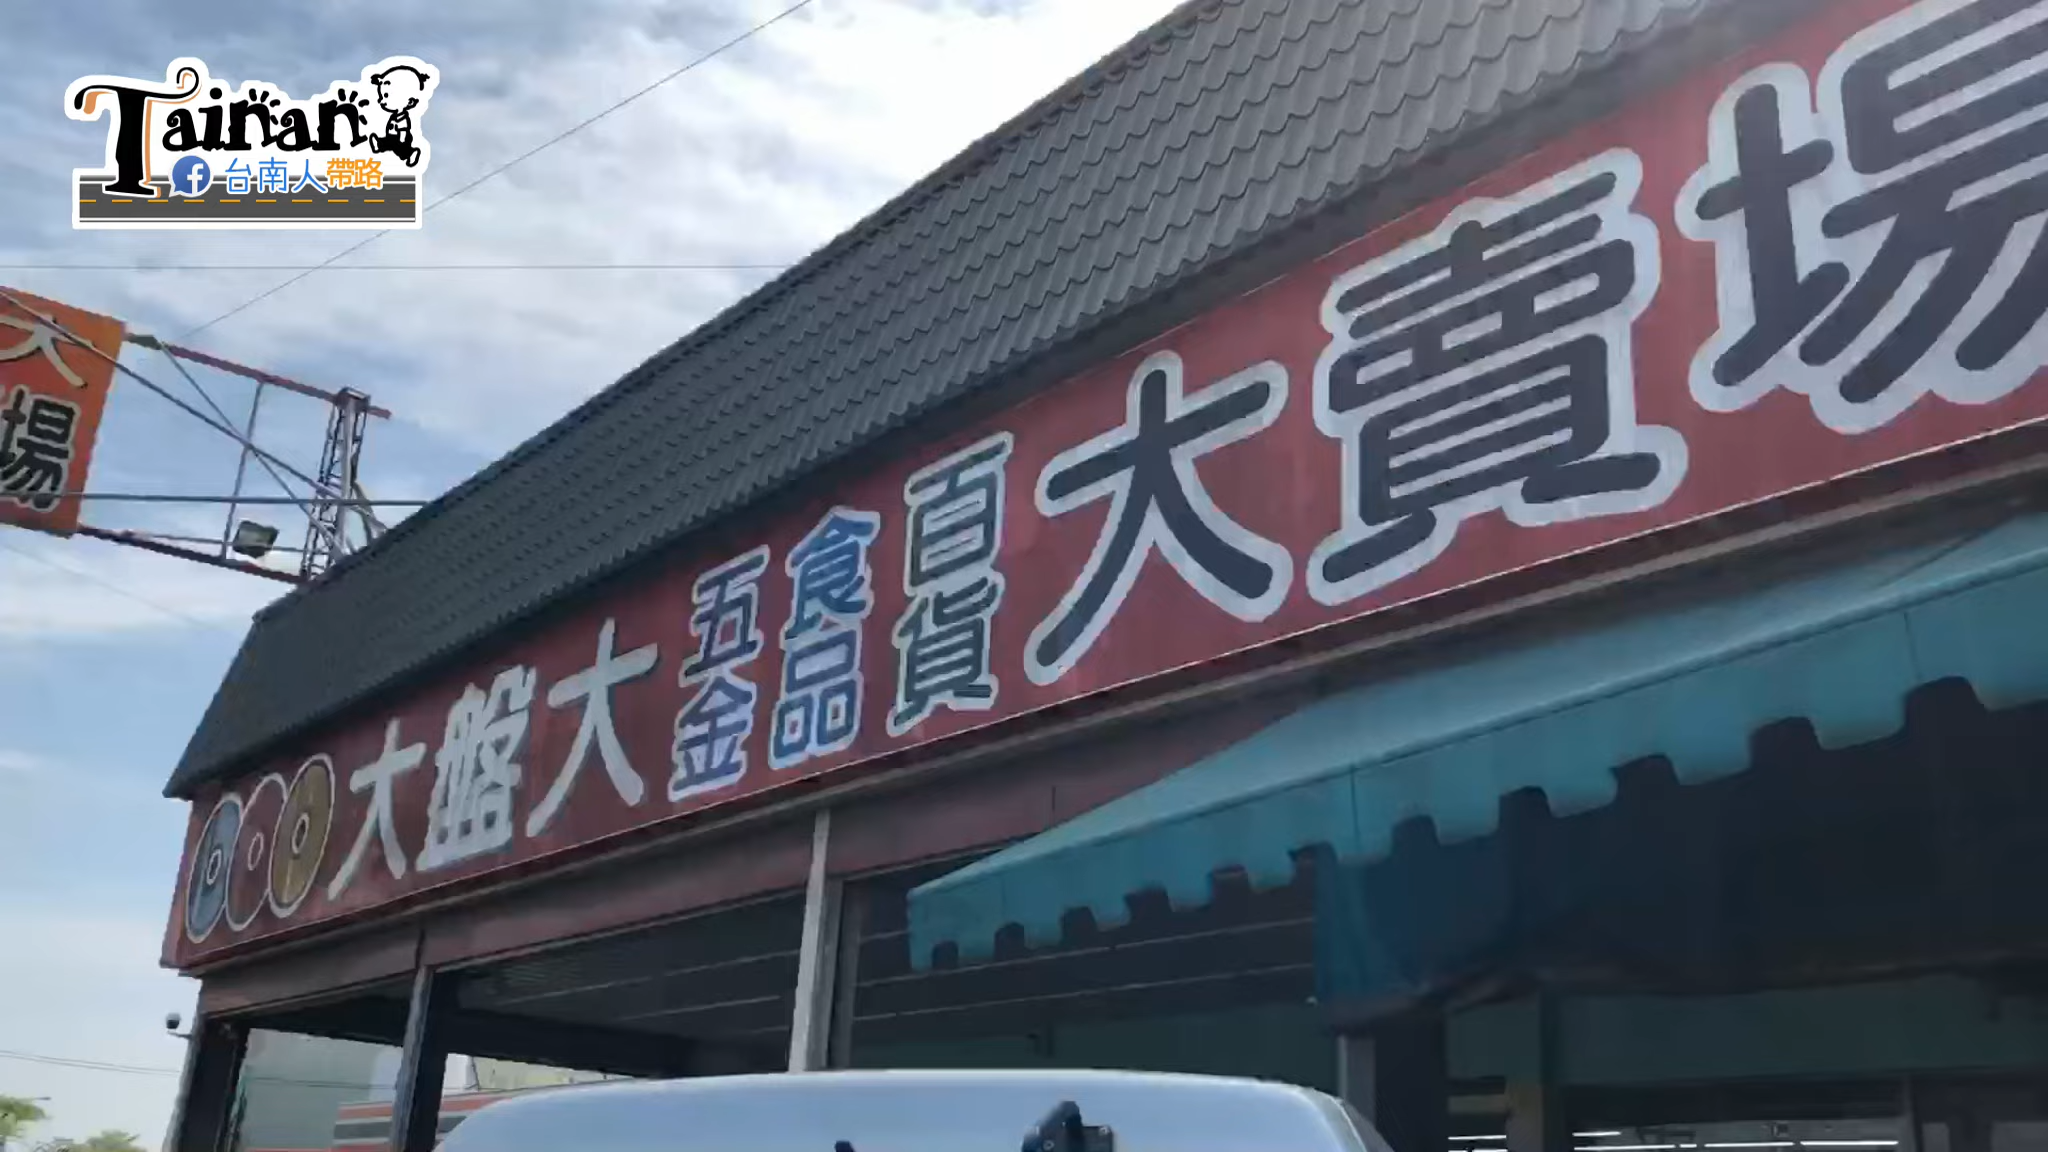 Tainan
台南人帶路
大
場
大盤大
五金
食品
百貨
大賣場